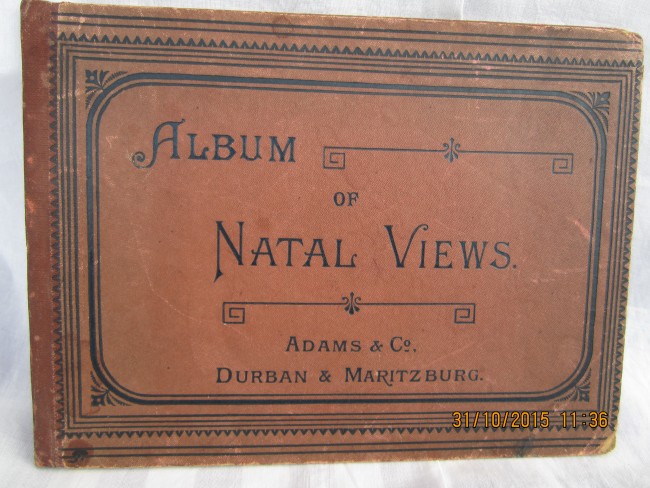 ALBUM
OF
NATAL VIEWS.
ADAMS & Co.
DURBAN & MARITZBURG.
31/10/2015 11:36